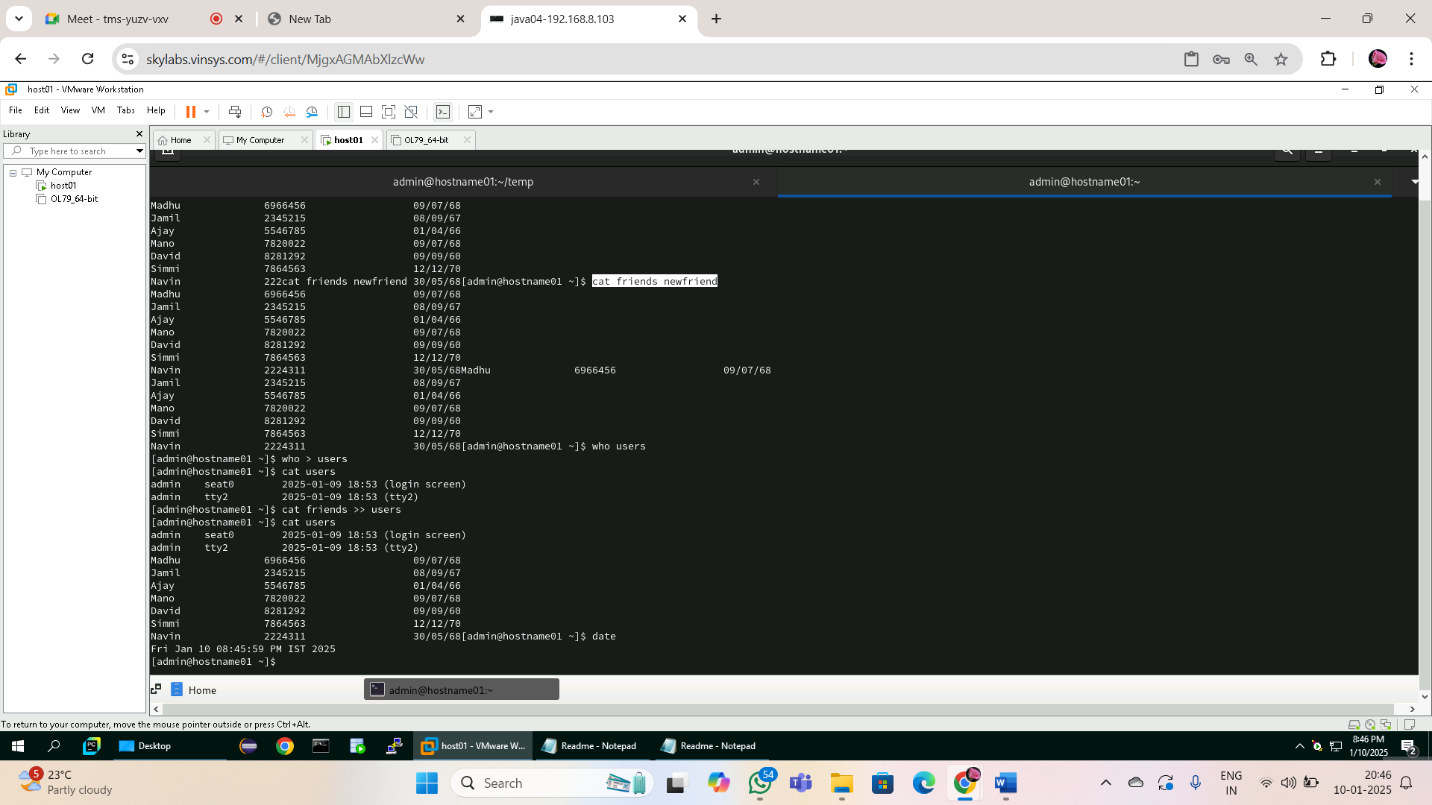 Meet - tms-yuzv-vxv
New Tab
java04-192.168.8.103
skylabs.vinsys.com/#/client/MjgxAGMAbXlzcWw
host01 - VMware Workstation
File Edit View VM Tabs Help
Library
Type here to search
My Computer
host01
OL79_64-bit
Home
My Computer
host01
OL79_64-bit
admin@hostname01:~/temp
admin@hostname01:~
Madhu 6966456 09/07/68
Jamil 2345215 08/09/67
Ajay 5546785 01/04/66
Mano 7820022 09/07/68
David 8281292 09/09/60
Simmi 7864563 12/12/70
Navin 222cat friends newfriend 30/05/68[admin@hostname01 ~]$ cat friends newfriend
Madhu 6966456 09/07/68
Jamil 2345215 08/09/67
Ajay 5546785 01/04/66
Mano 7820022 09/07/68
David 8281292 09/09/60
Simmi 7864563 12/12/70
Navin 2224311 30/05/68Madhu 6966456 09/07/68
Jamil 2345215 08/09/67
Ajay 5546785 01/04/66
Mano 7820022 09/07/68
David 8281292 09/09/60
Simmi 7864563 12/12/70
Navin 2224311 30/05/68[admin@hostname01 ~]$ who users
[admin@hostname01 ~]$ who > users
[admin@hostname01 ~]$ cat users
admin seat0 2025-01-09 18:53 (login screen)
admin tty2 2025-01-09 18:53 (tty2)
[admin@hostname01 ~]$ cat friends >> users
[admin@hostname01 ~]$ cat users
admin seat0 2025-01-09 18:53 (login screen)
admin tty2 2025-01-09 18:53 (tty2)
Madhu 6966456 09/07/68
Jamil 2345215 08/09/67
Ajay 5546785 01/04/66
Mano 7820022 09/07/68
David 8281292 09/09/60
Simmi 7864563 12/12/70
Navin 2224311 30/05/68[admin@hostname01 ~]$ date
Fri Jan 10 08:45:59 PM IST 2025
[admin@hostname01 ~]$
Home
admin@hostname01:~
To return to your computer, move the mouse pointer outside or press Ctrl+Alt.
Desktop
host01 - VMware W...
Readme - Notepad
Readme - Notepad
8:46 PM
1/10/2025
2
5
23°C
Partly cloudy
Search
54
ENG
IN
20:46
10-01-2025